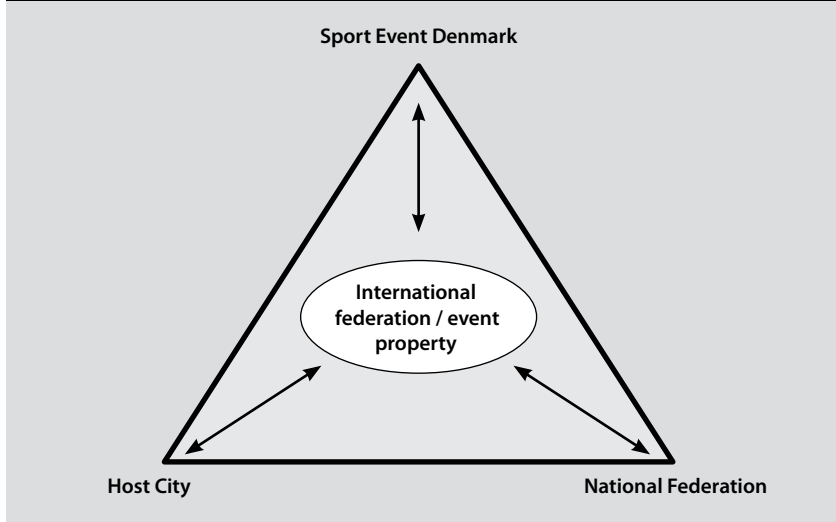 Sport Event Denmark
International
federation / event
property
Host City
National Federation